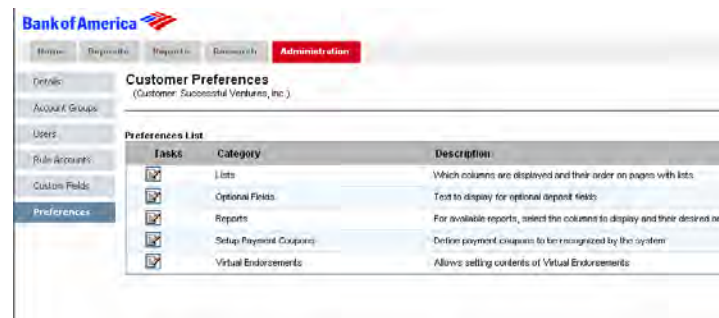 Bank of America
Home Deposits Reports Research Administration
Details
Customer Preferences
(Customer: Successful Ventures, Inc.)
Account Groups
Users
Preferences List
Rule Accounts
Tasks Category Description
Lists Which columns are displayed and their order on pages with lists
Custom Fields
Optional Fields Text to display for optional deposit fields
Preferences
Reports For available reports, select the columns to display and their desired or
Setup Payment Coupons Define payment coupons to be recognized by the system
Virtual Endorsements Allows setting contents of Virtual Endorsements